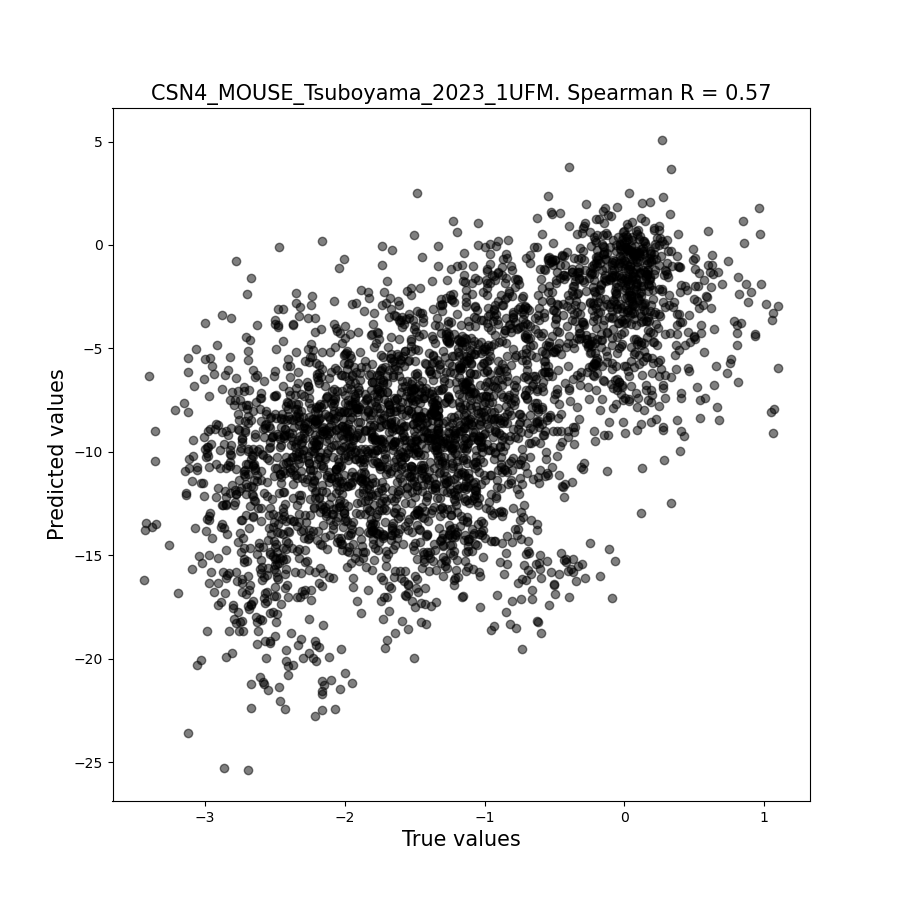 CSN4_MOUSE_Tsuboyama_2023_1UFM. Spearman R = 0.57
5
0
−5
−10
−15
−20
−25
Predicted values
−3 −2 −1 0 1
True values